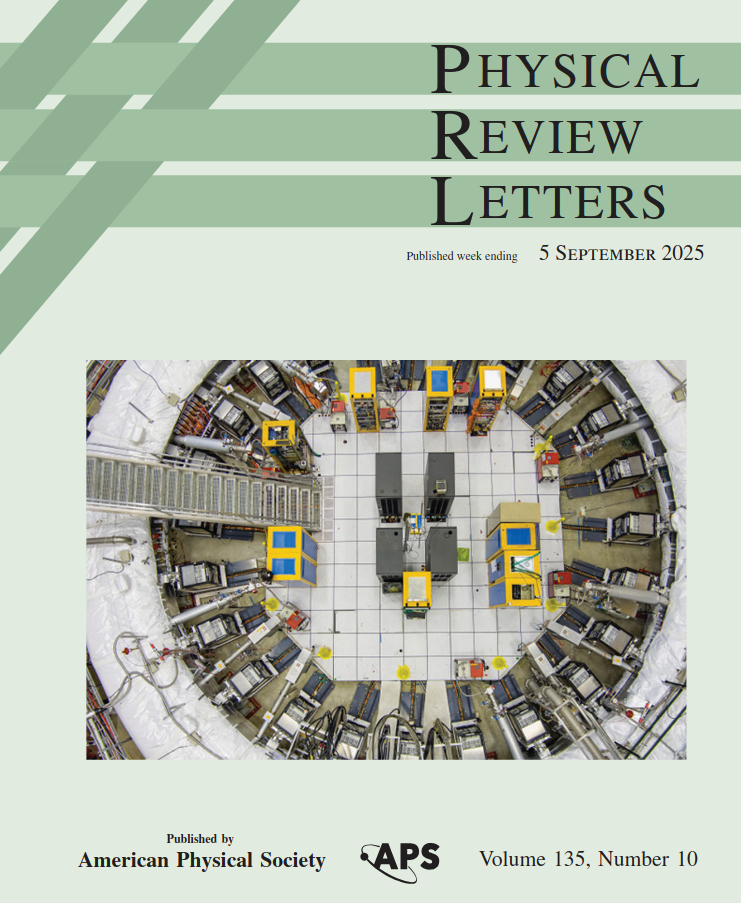 PHYSICAL
REVIEW
LETTERS
Published week ending 5 SEPTEMBER 2025
Published by
American Physical Society
APS
Volume 135, Number 10